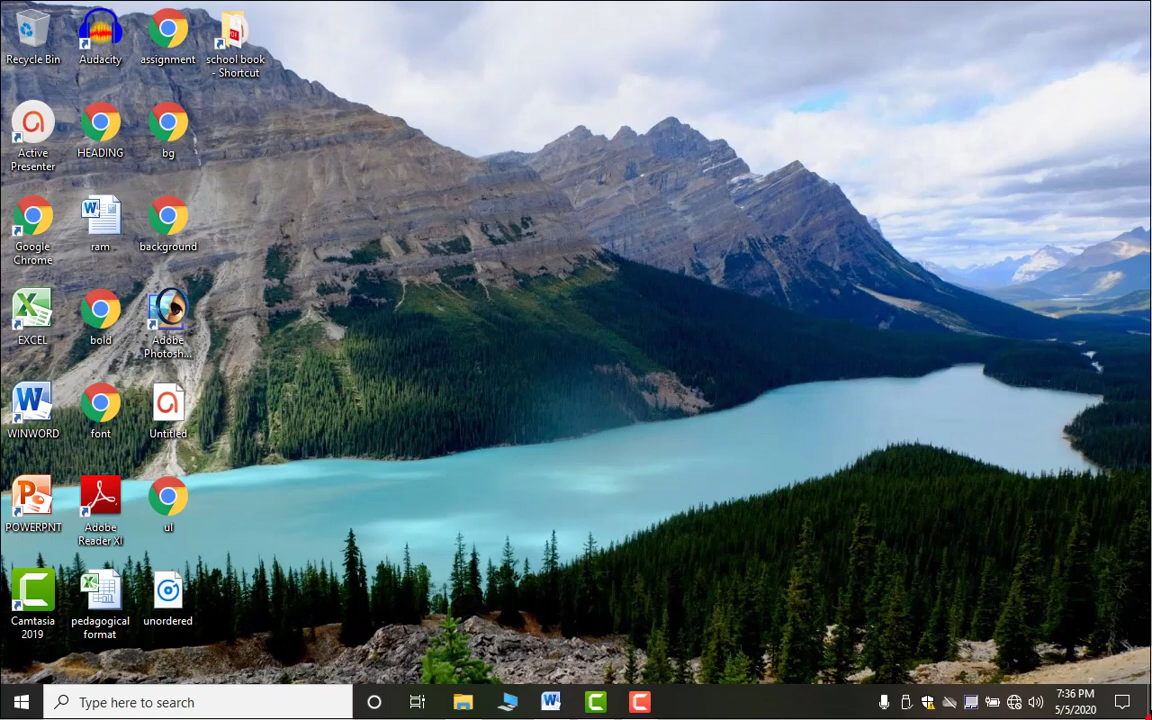 Recycle Bin
Audacity
assignment
school book
- Shortcut
Active
Presenter
HEADING
bg
Google
Chrome
ram
background
EXCEL
bold
Adobe
Photosh...
WINWORD
font
Untitled
POWERPNT
Adobe
Reader XI
ul
Camtasia
2019
pedagogical
format
unordered
Type here to search
7:36 PM
5/5/2020